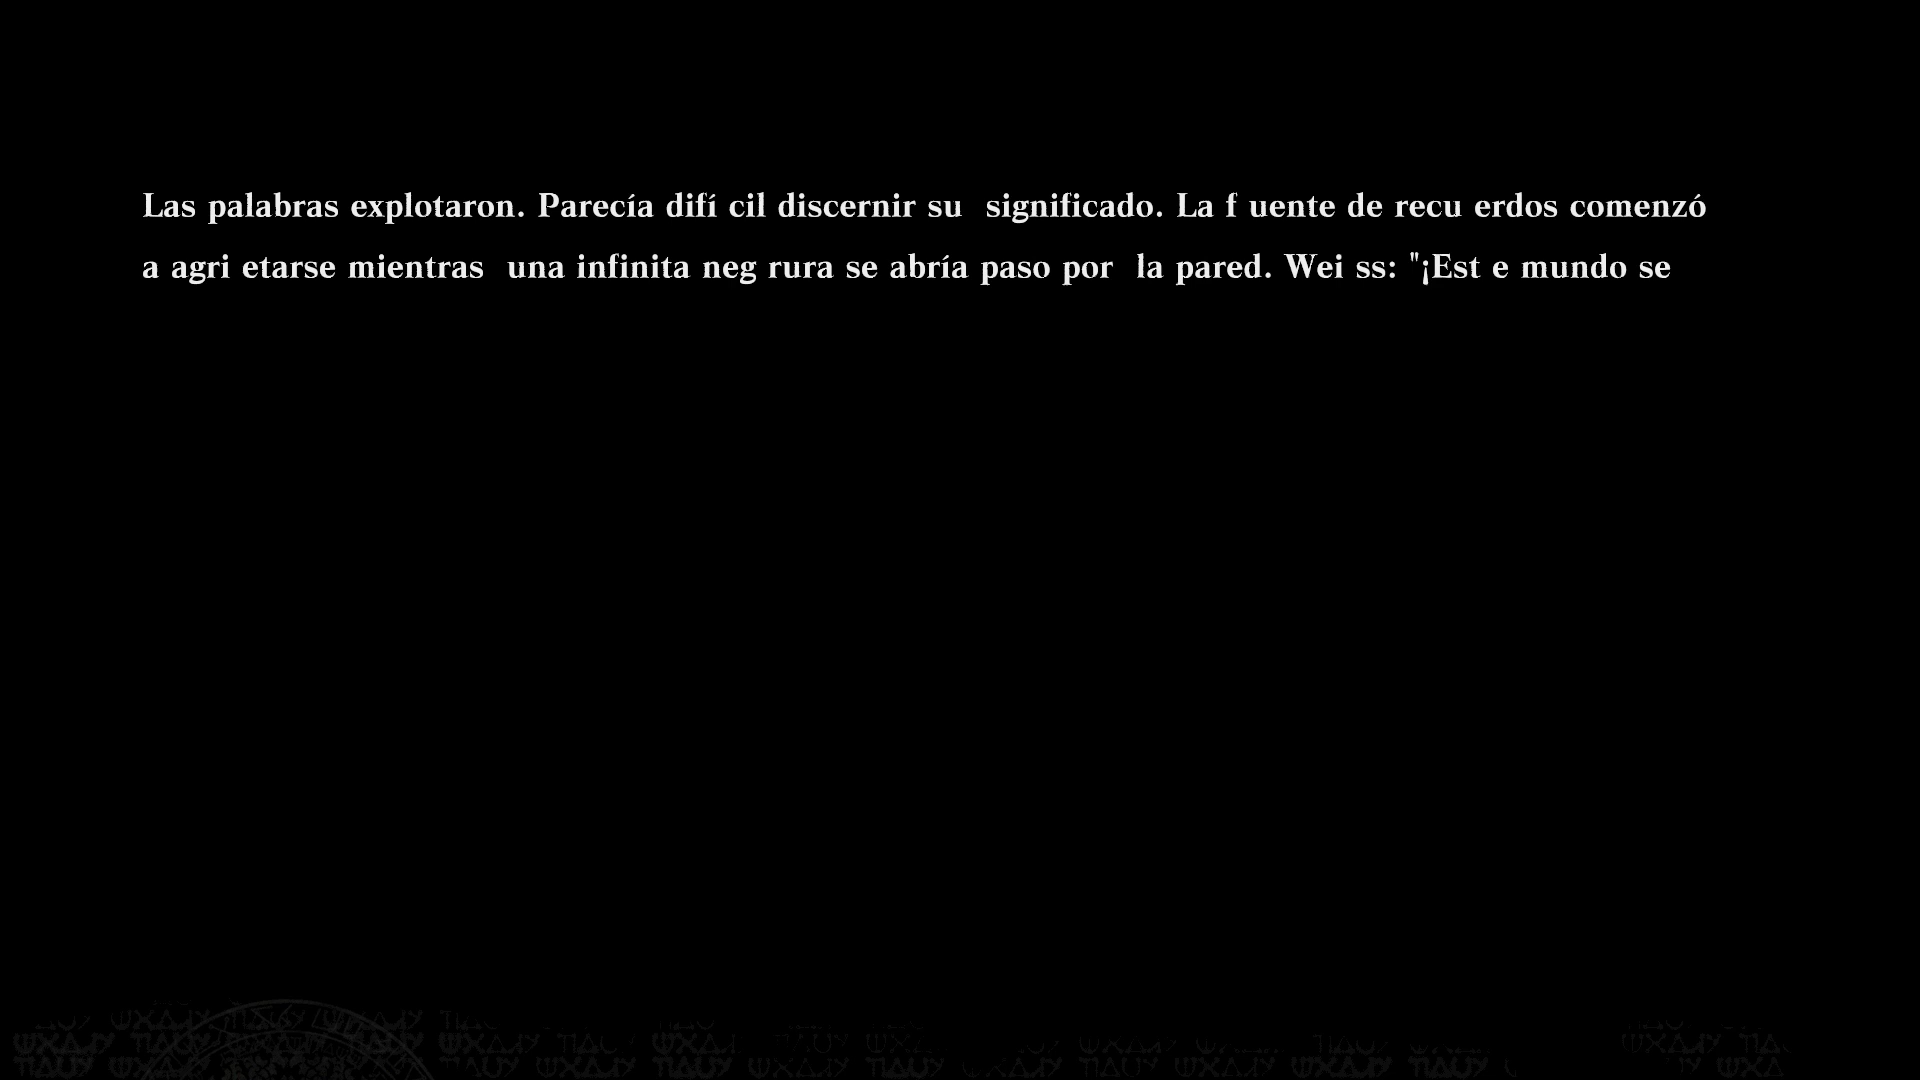 Las palabras explotaron. Parecía difí cil discernir su  significado. La f uente de recu erdos comenzó
a agri etarse mientras  una infinita neg rura se abría paso por  la pared. Wei ss: "¡Est e mundo se